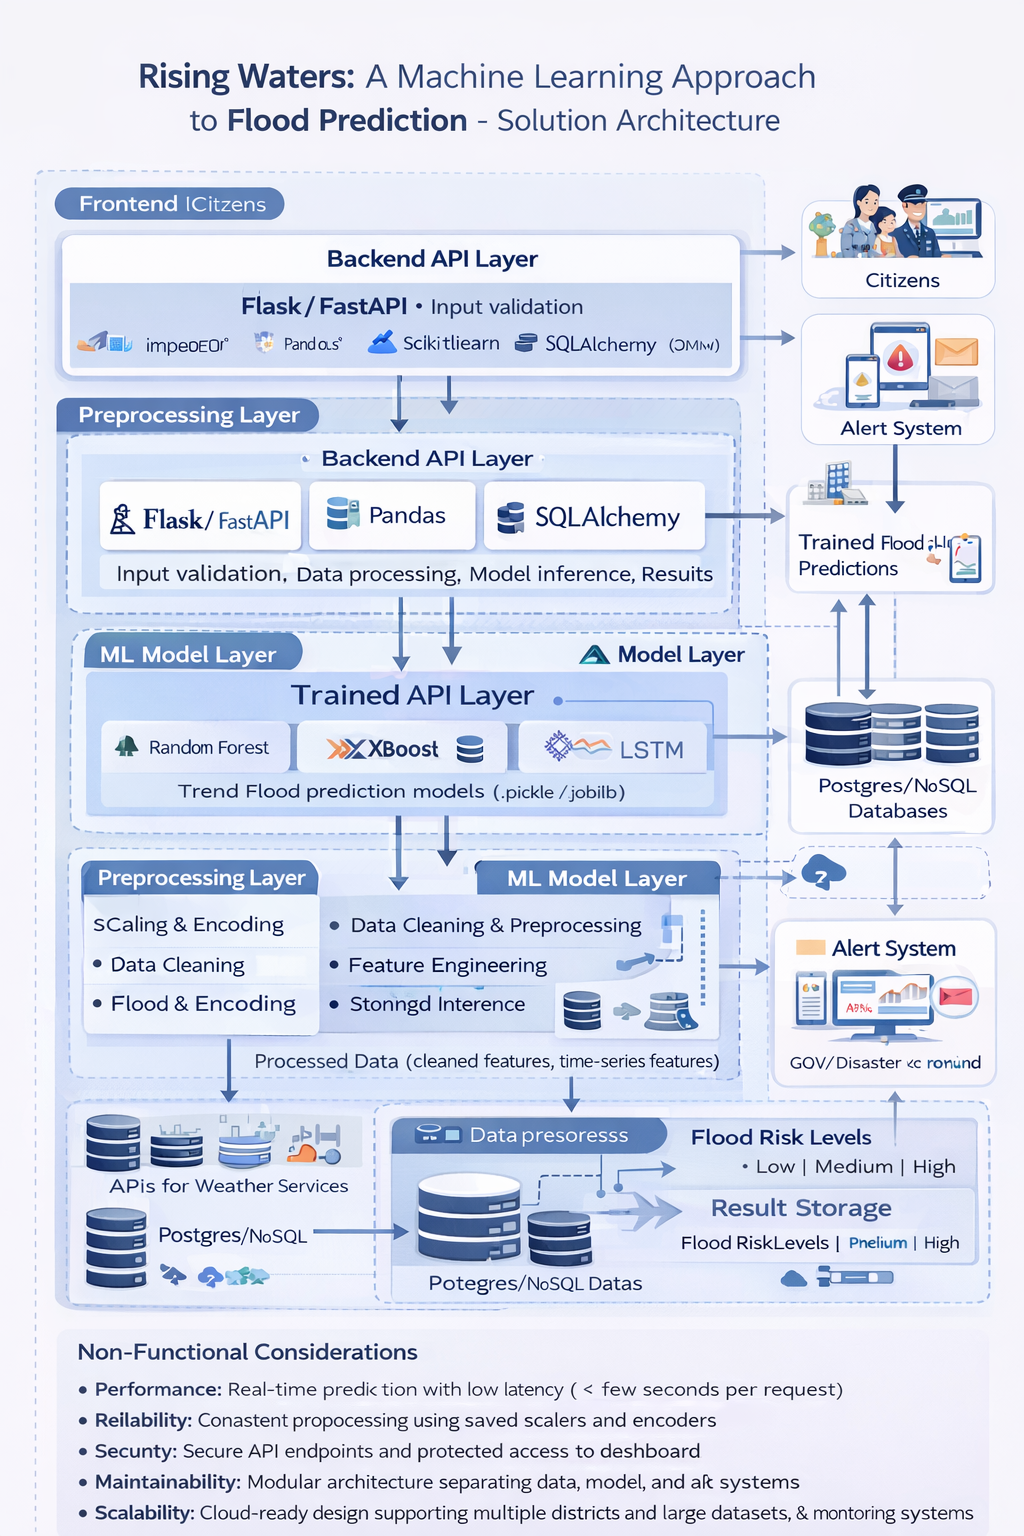 Rising Waters: A Machine Learning Approach
to Flood Prediction - Solution Architecture
Frontend |Citzens
Backend API Layer
Flask / FastAPI • Input validation
Scikitliearn
SQLAlchemy
Citizens
Alert System
Preprocessing Layer
Backend API Layer
Flask/ FastAPI
Pandas
SQLAlchemy
Input validation, Data processing, Model inference, Resuits
Trained Flood
Predictions
ML Model Layer
Model Layer
Trained API Layer
Random Forest
XBoost
LSTM
Trend Flood prediction models (.pickle /jobilb)
Postgres/NoSQL
Databases
?
Preprocessing Layer
sCaling & Encoding
• Data Cleaning
• Flood & Encoding
ML Model Layer
• Data Cleaning & Preprocessing
• Feature Engineering
• Stonngd Interence
Processed Data (cleaned features, time-series features)
Alert System
GOV/Disaster
APis for Weather Services
Postgres/NoSQL
?
Data presoresss
Potegres/NoSQL Datas
Flood Risk Levels
• Low | Medium | High
Result Storage
Flood RiskLevels | Pnelium | High
Non-Functional Considerations
• Performance: Real-time predic tion with low latency ( < few seconds per request)
• Reilability: Conastent propocessing using saved scalers and encoders
• Secunty: Secure API endpoints and protected access to deshboard
• Maintainability: Modular architecture separating data, model, and systems
• Scalability: Cloud-ready design supporting multiple districts and large datasets, & montoring systems